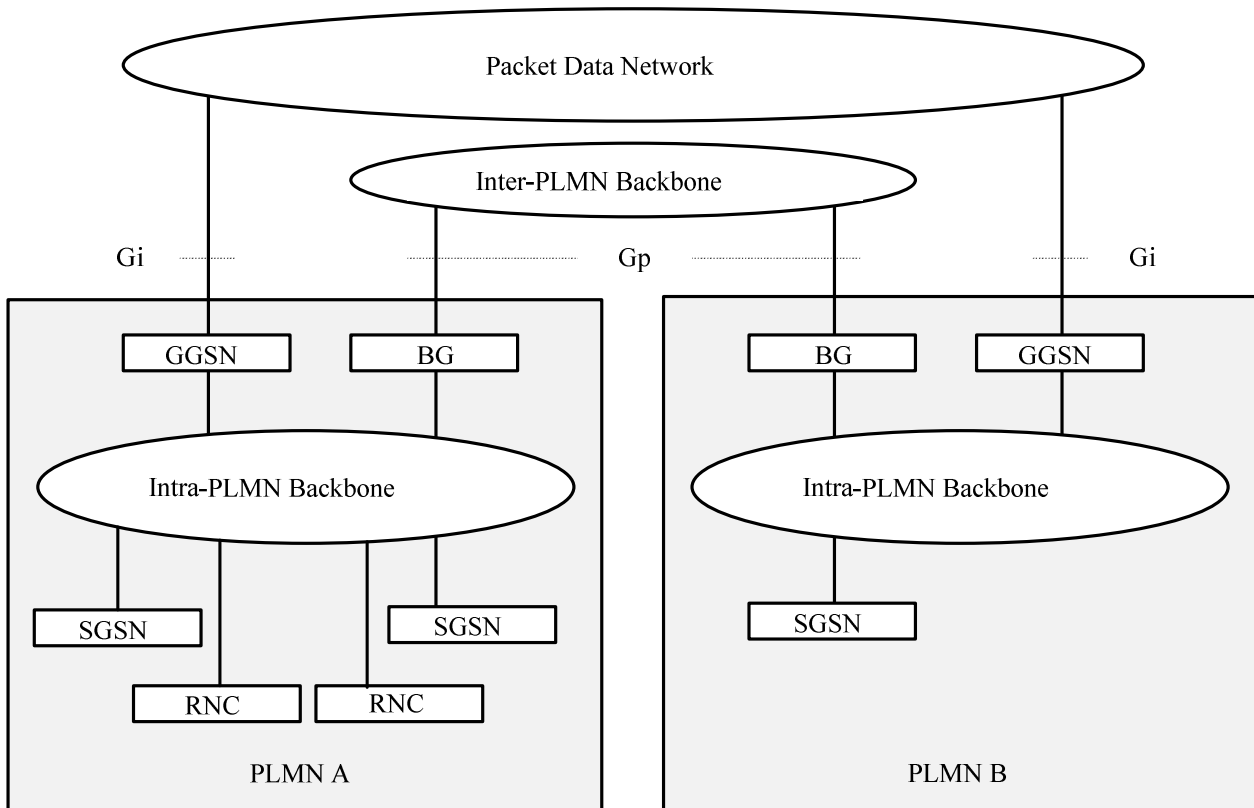 Packet Data Network
Inter-PLMN Backbone
Gi
Gp
Gi
GGSN
BG
BG
GGSN
Intra-PLMN Backbone
Intra-PLMN Backbone
SGSN
SGSN
SGSN
RNC
RNC
PLMN A
PLMN B